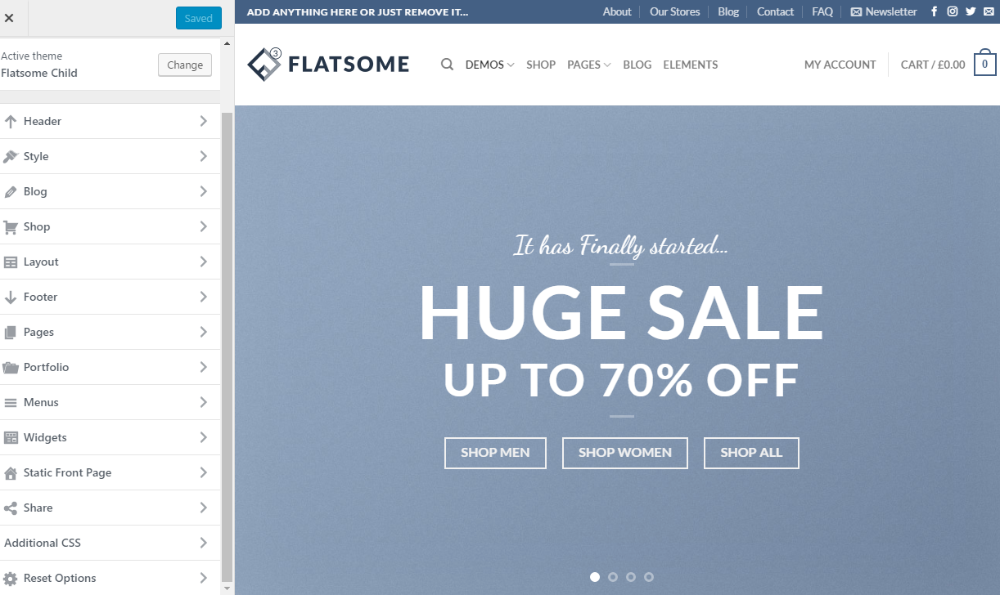 Saved
Active theme
Flatsome Child
Change
Header
Style
Blog
Shop
Layout
Footer
Pages
Portfolio
Menus
Widgets
Static Front Page
Share
Additional CSS
Reset Options
ADD ANYTHING HERE OR JUST REMOVE IT... About Our Stores Blog Contact FAQ Newsletter
3
FLATSOME DEMOS SHOP PAGES BLOG ELEMENTS MY ACCOUNT CART / £0.00 0
It has Finally started...
HUGE SALE
UP TO 70% OFF
SHOP MEN SHOP WOMEN SHOP ALL